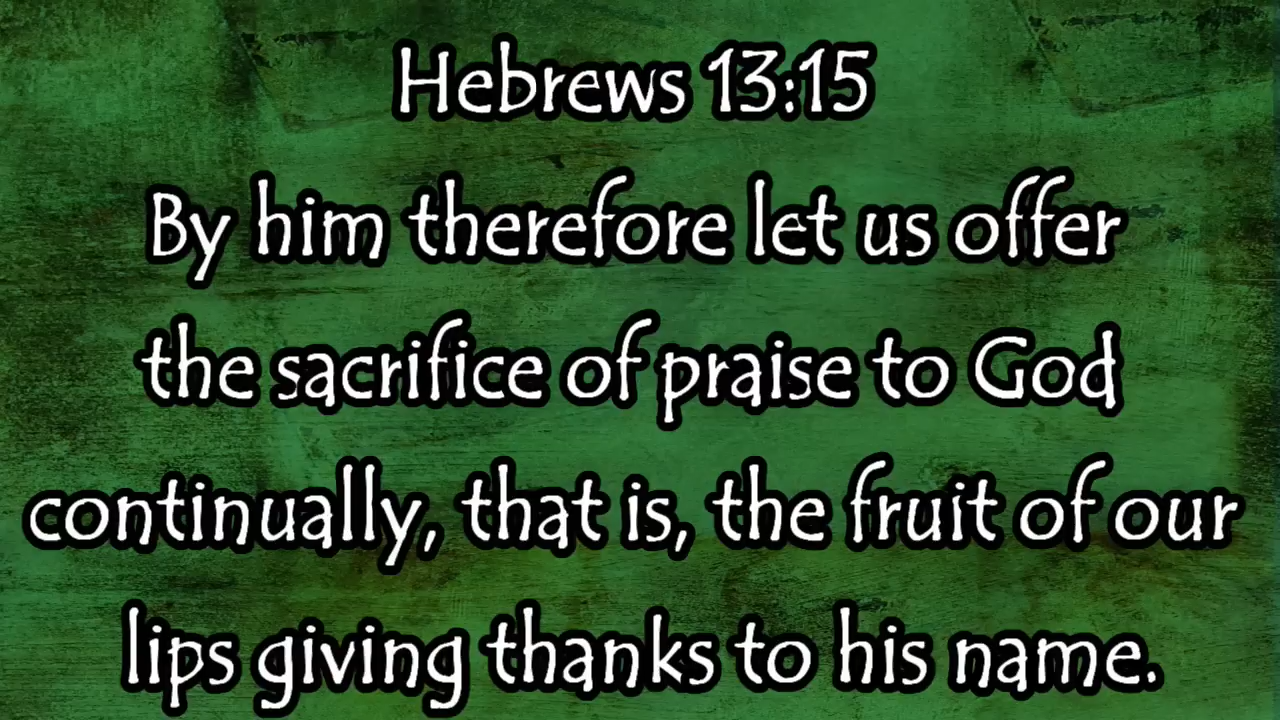 Hebrews 13:15
By him therefore let us offer
the sacrifice of praise to God
continually, that is, the fruit of our
lips giving thanks to his name.